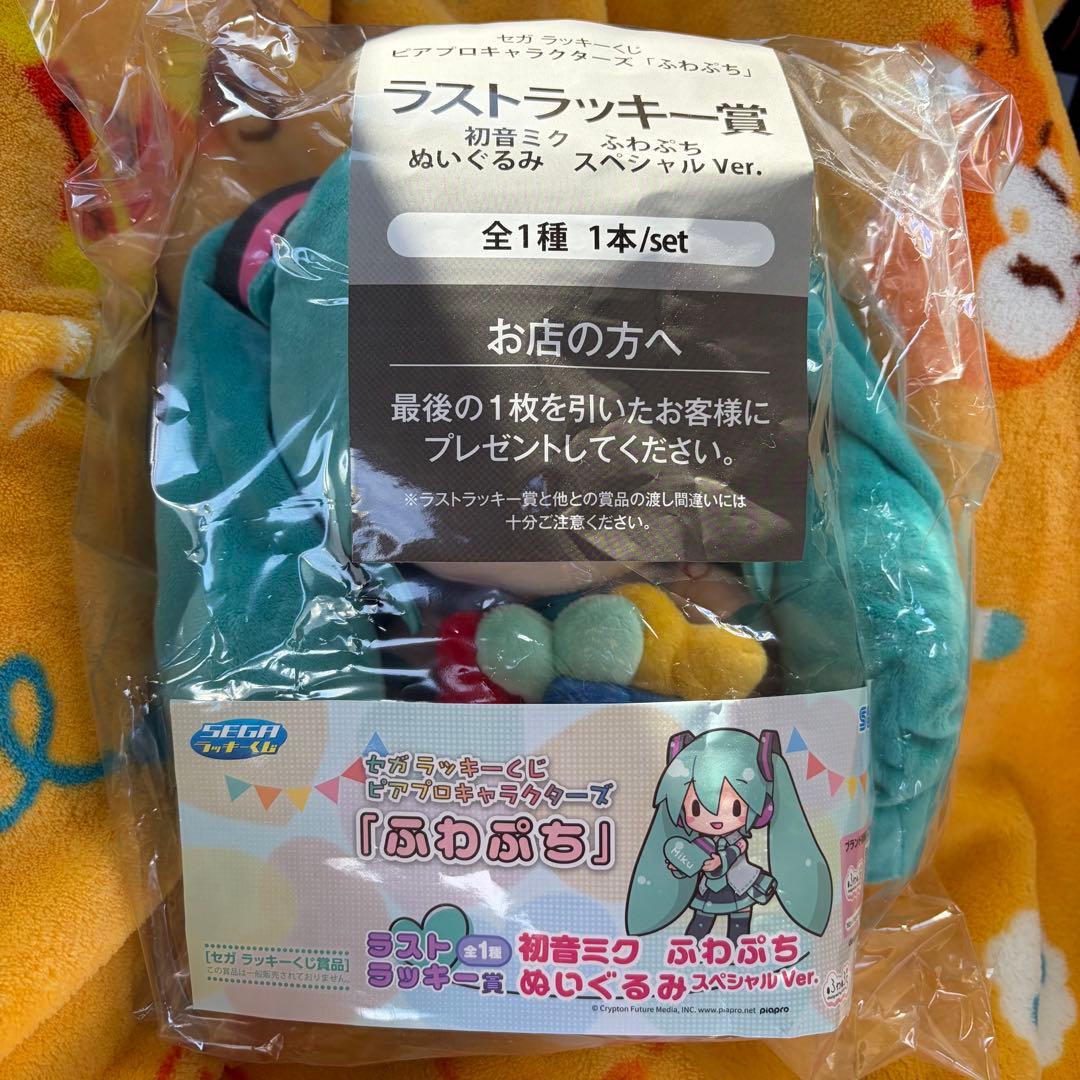 セガ ラッキーくじ
ピアプロキャラクターズ「ふわぷち」
ラストラッキー賞
初音ミク ふわぷち
ぬいぐるみ スペシャル Ver.
全1種 1本/set
お店の方へ
最後の1枚を引いたお客様に
プレゼントしてください。
※ラストラッキー賞と他との賞品の渡し間違いには
十分ご注意ください。
SEGA
ラッキーくじ
セガ ラッキーくじ
ピアプロキャラクターズ
「ふわぷち」
Miku
[セガ ラッキーくじ賞品]
この賞品は一般販売されておりません。
ラスト
ラッキー賞
全1種
初音ミク ふわぷち
ぬいぐるみ スペシャル Ver.
© Crypton Future Media, INC. www.piapro.net piapro